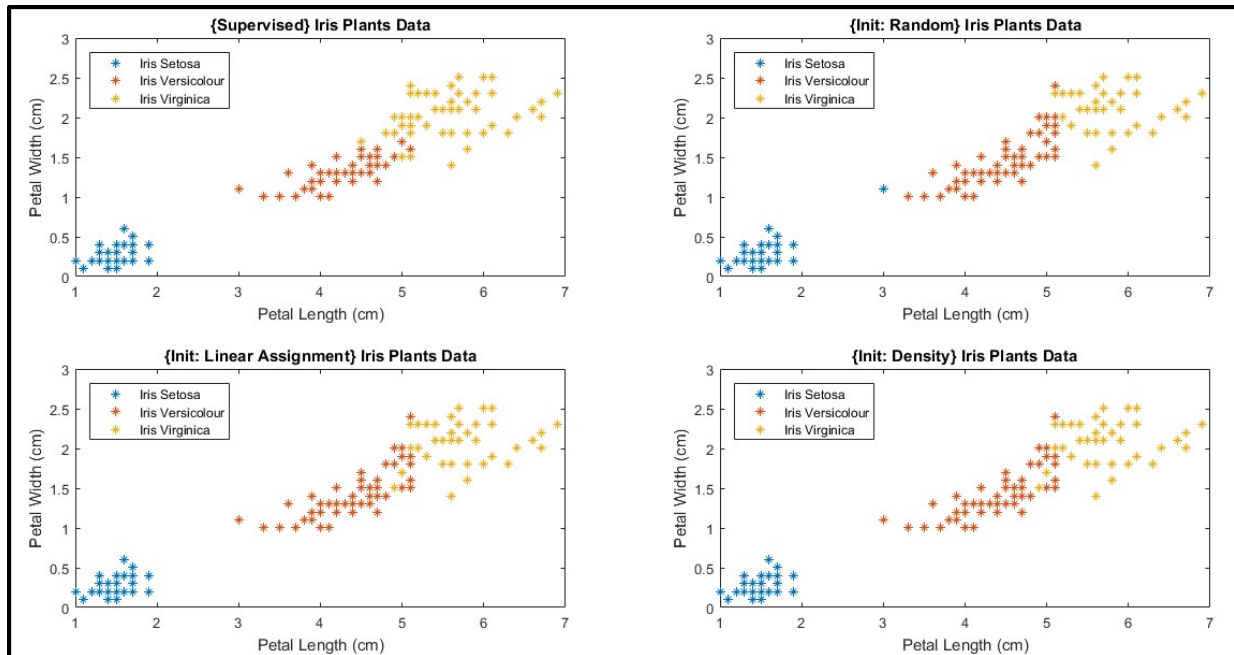 {Supervised} Iris Plants Data
3
2.5
2
1.5
1
0.5
0
Petal Width (cm)
Iris Setosa
Iris Versicolour
Iris Virginica
1 2 3 4 5 6 7
Petal Length (cm)
{Init: Random} Iris Plants Data
3
2.5
2
1.5
1
0.5
0
Petal Width (cm)
Iris Setosa
Iris Versicolour
Iris Virginica
1 2 3 4 5 6 7
Petal Length (cm)
{Init: Linear Assignment} Iris Plants Data
3
2.5
2
1.5
1
0.5
0
Petal Width (cm)
Iris Setosa
Iris Versicolour
Iris Virginica
1 2 3 4 5 6 7
Petal Length (cm)
{Init: Density} Iris Plants Data
3
2.5
2
1.5
1
0.5
0
Petal Width (cm)
Iris Setosa
Iris Versicolour
Iris Virginica
1 2 3 4 5 6 7
Petal Length (cm)